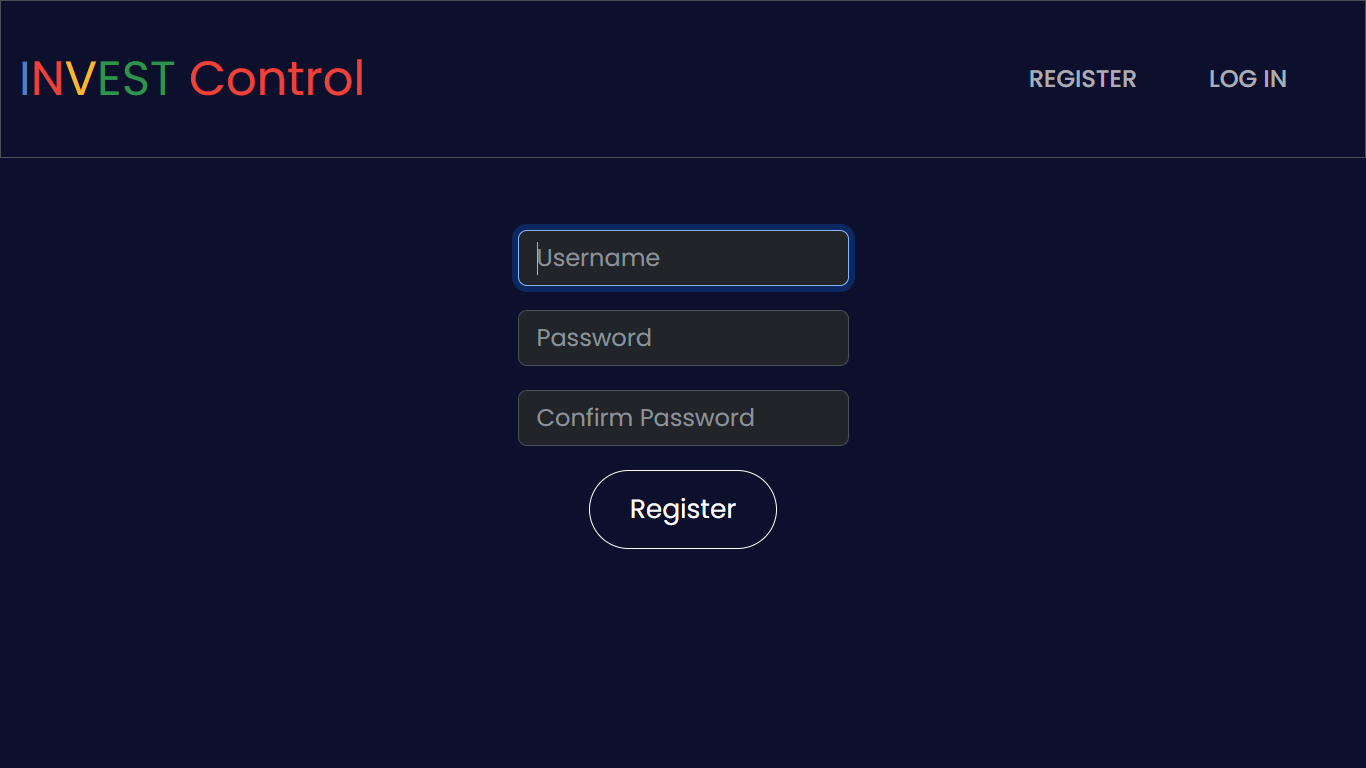 INVEST Control
REGISTER
LOG IN
Username
Password
Confirm Password
Register